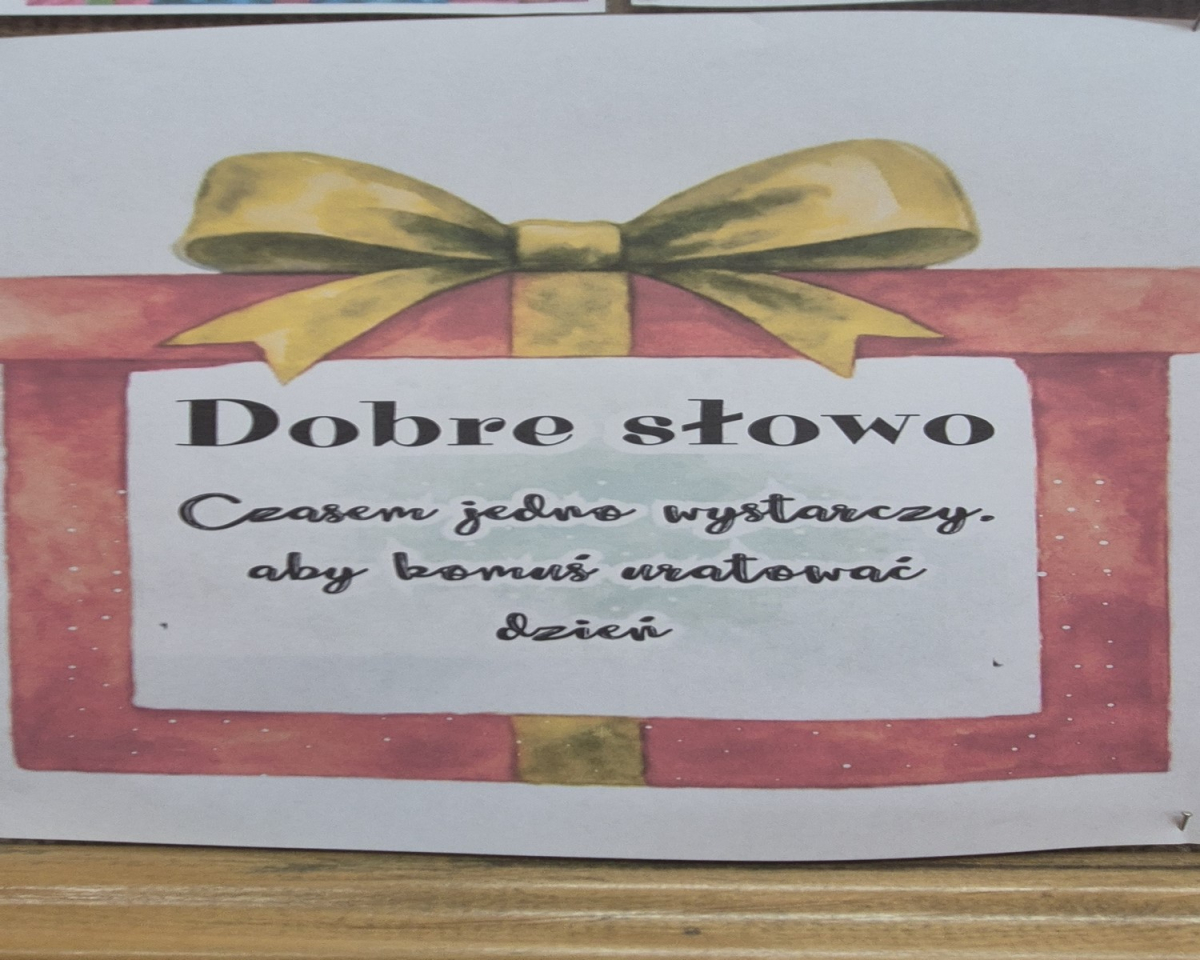 Dobre słowo
Czasem jedno wystarczy.
aby komuś uratować
dzień